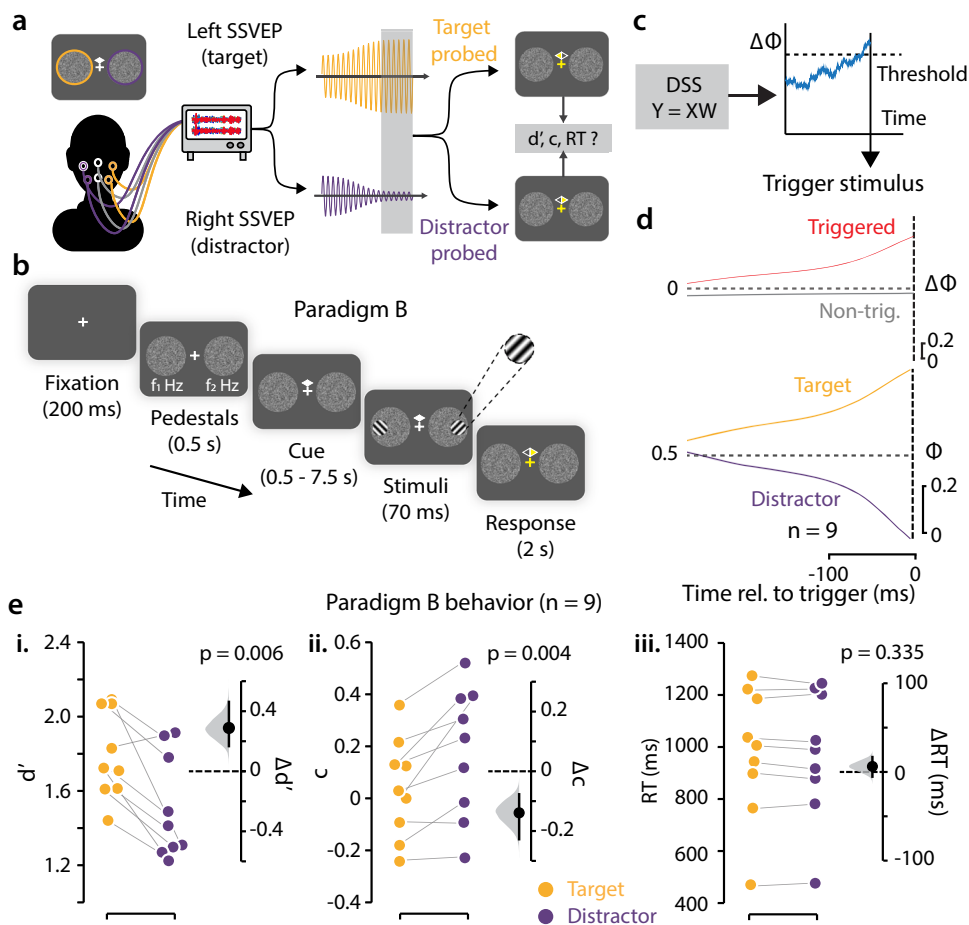 a
Left SSVEP
(target)
Target
probed
d', c, RT ?
Right SSVEP
(distractor)
Distractor
probed
b
Paradigm B
Fixation
(200 ms)
f₁ Hz
f₂ Hz
Pedestals
(0.5 s)
Cue
(0.5 - 7.5 s)
Stimuli
(70 ms)
Response
(2 s)
Time
c
DSS
Y = XW
ΔΦ
Threshold
Time
Trigger stimulus
d
Triggered
0
ΔΦ
Non-trig.
0.2
0
Target
0.5
Φ
Distractor
0.2
0
n = 9
-100
0
Time rel. to trigger (ms)
e
Paradigm B behavior (n = 9)
i.
2.4
2.0
1.6
1.2
d'
p = 0.006
0.4
0
-0.4
Δd'
ii.
0.6
0.4
0.2
0
-0.2
-0.4
c
p = 0.004
0.2
0
-0.2
Δc
iii.
1400
1200
1000
800
600
400
RT (ms)
p = 0.335
100
0
-100
ΔRT (ms)
Target
Distractor